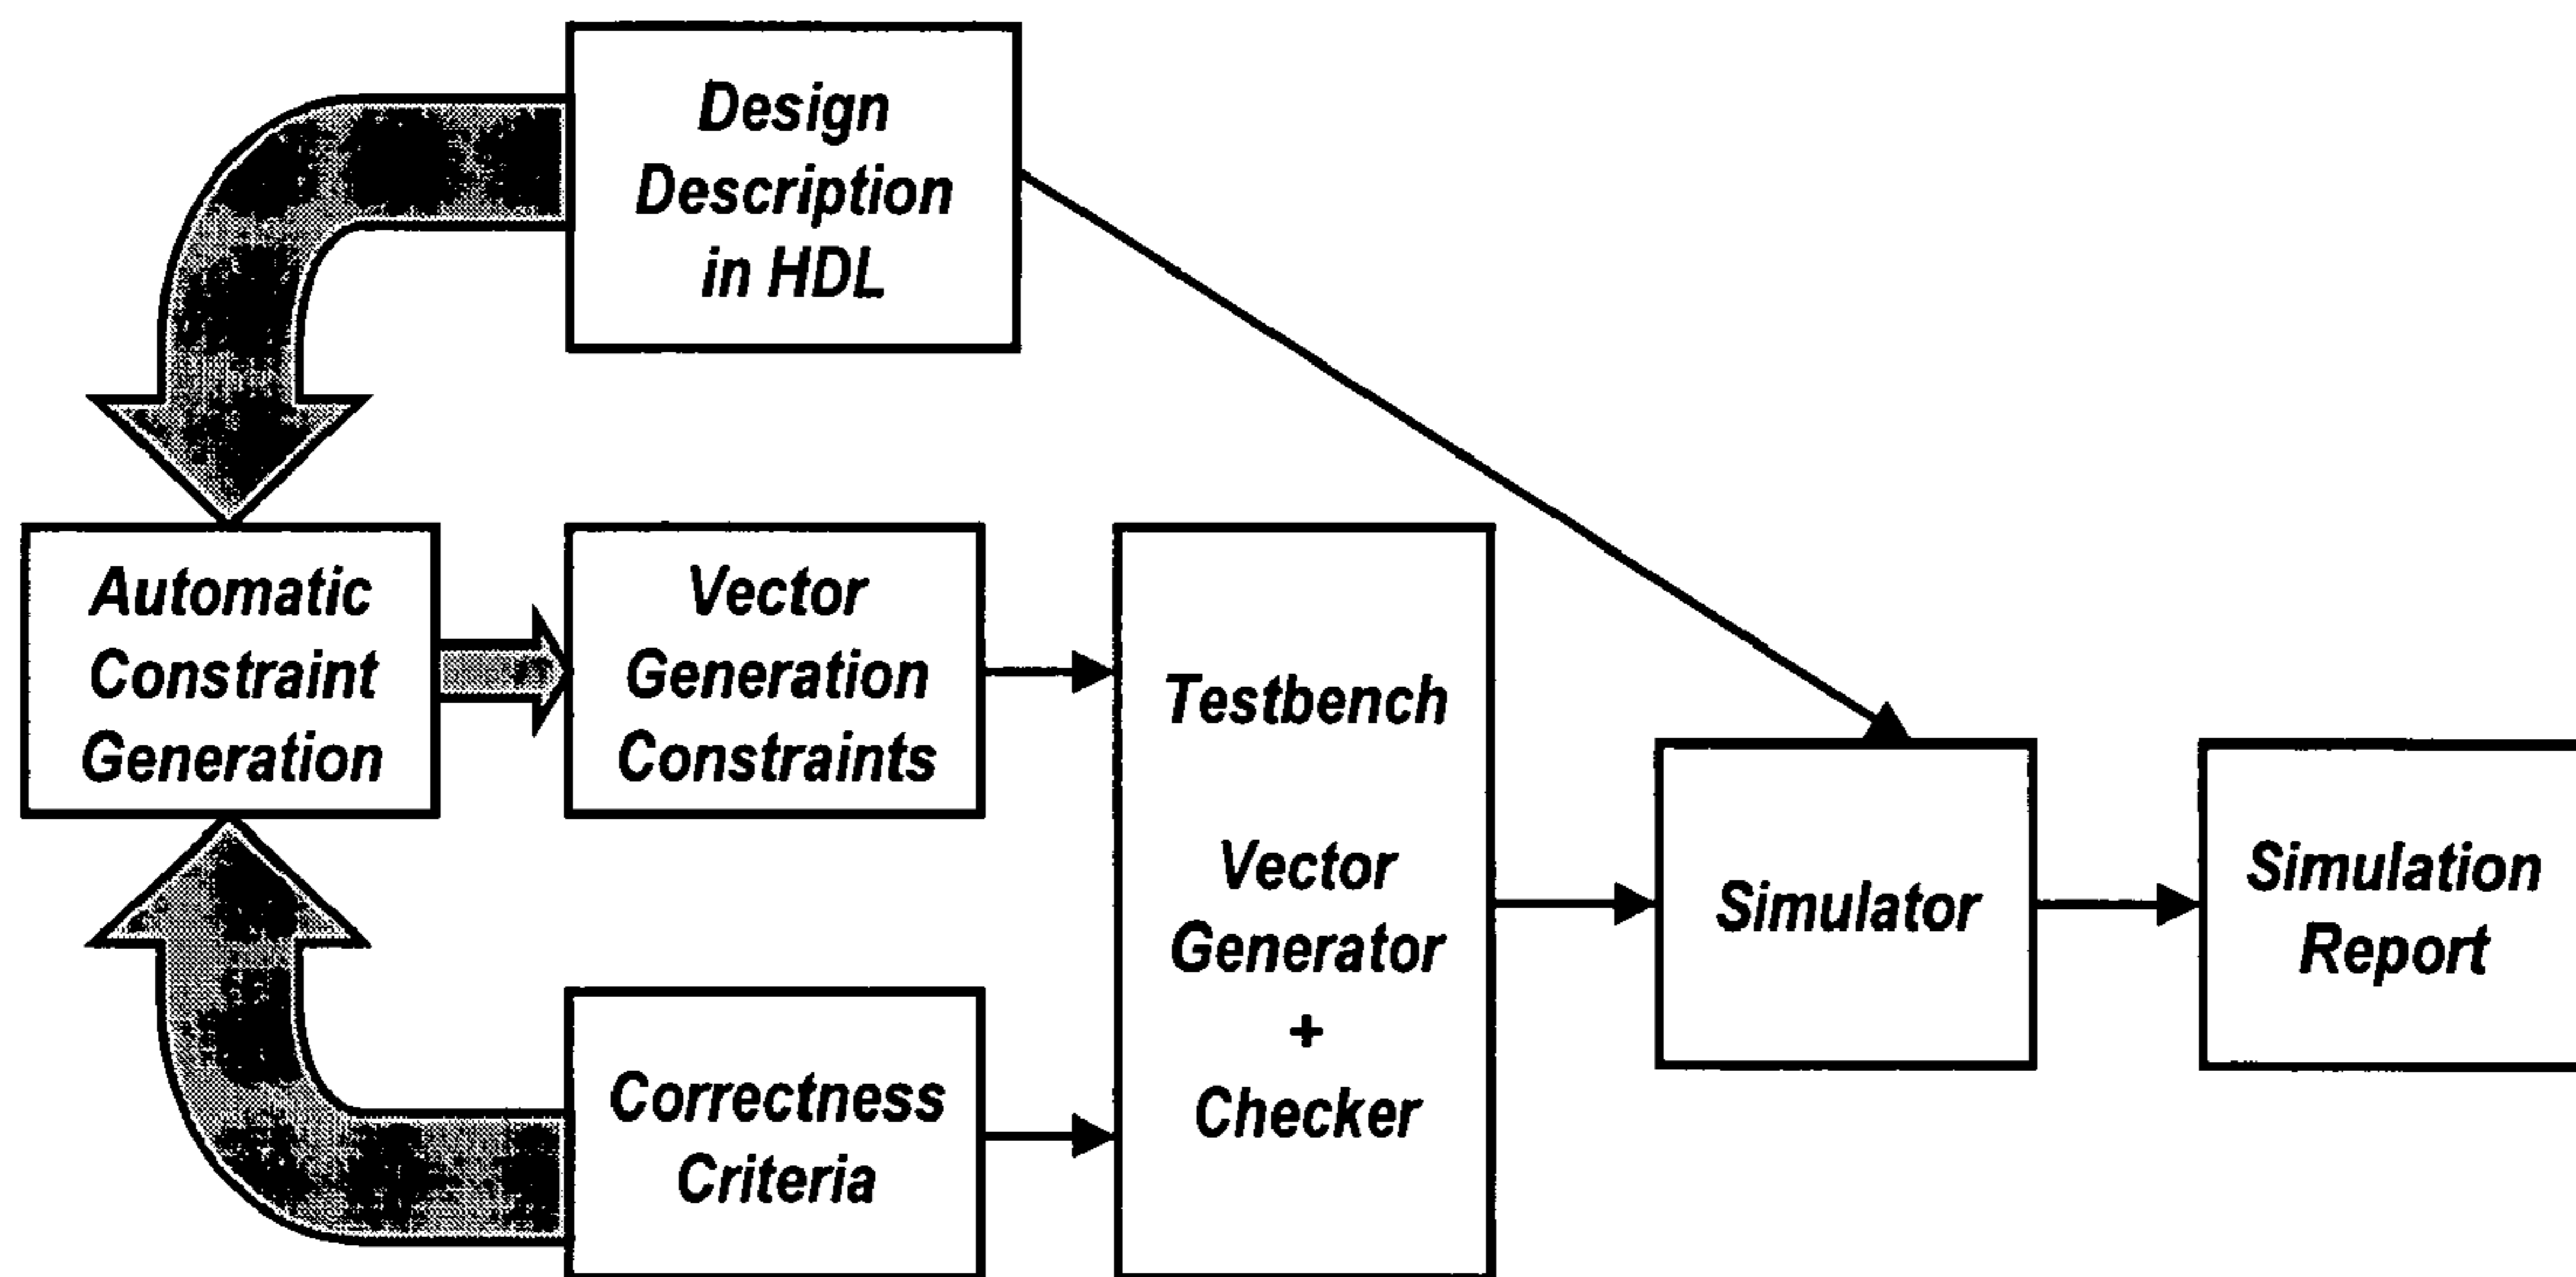 Design
Description
in HDL
Automatic
Constraint
Generation
Vector
Generation
Constraints
Testbench
Vector
Generator
+
Checker
Simulator
Simulation
Report
Correctness
Criteria